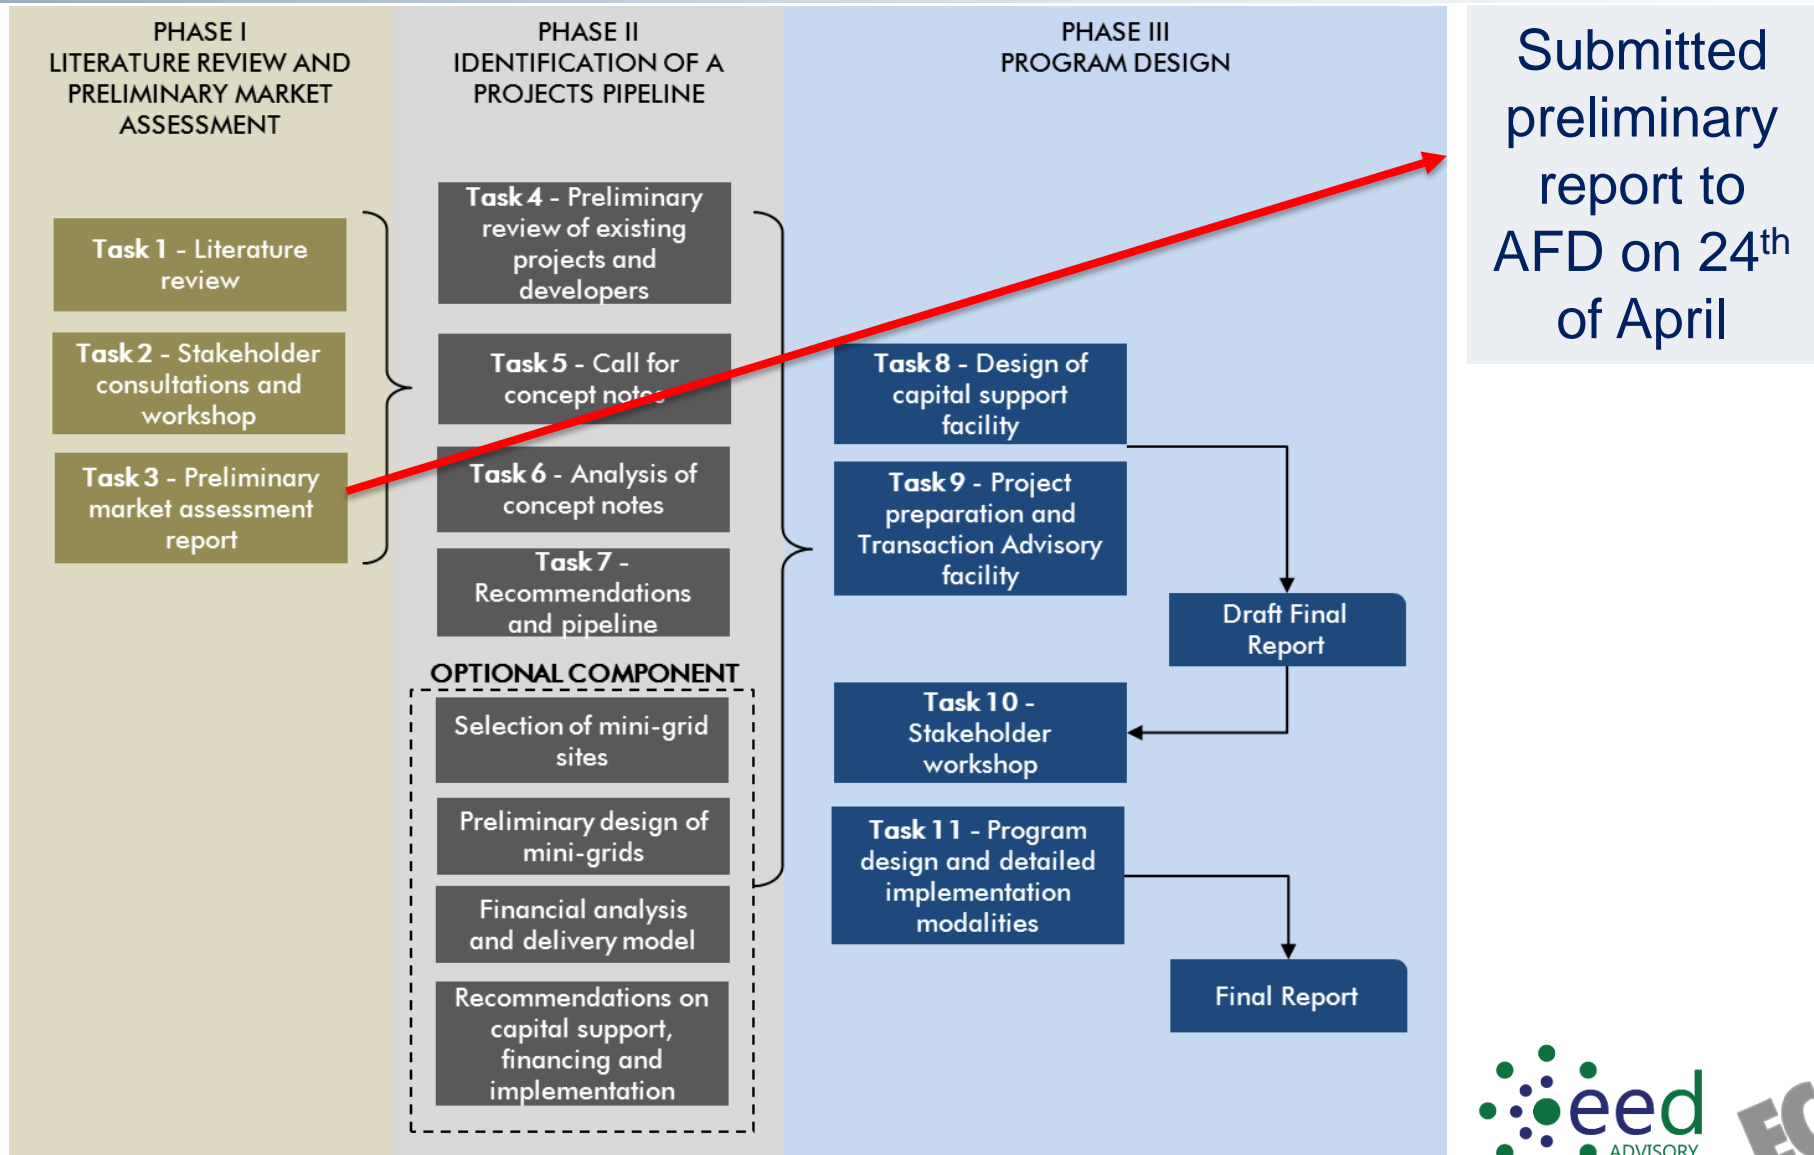 PHASE I
LITERATURE REVIEW AND
PRELIMINARY MARKET
ASSESSMENT
Task 1 - Literature
review
Task 2 - Stakeholder
consultations and
workshop
Task 3 - Preliminary
market assessment
report
PHASE II
IDENTIFICATION OF A
PROJECTS PIPELINE
Task 4 - Preliminary
review of existing
projects and
developers
Task 5 - Call for
concept notes
Task 6 - Analysis of
concept notes
Task 7 -
Recommendations
and pipeline
OPTIONAL COMPONENT
Selection of mini-grid
sites
Preliminary design of
mini-grids
Financial analysis
and delivery model
Recommendations on
capital support,
financing and
implementation
PHASE III
PROGRAM DESIGN
Task 8 - Design of
capital support
facility
Task 9 - Project
preparation and
Transaction Advisory
facility
Draft Final
Report
Task 10 -
Stakeholder
workshop
Task 11 - Program
design and detailed
implementation
modalities
Final Report
Submitted
preliminary
report to
AFD on 24th
of April
eed
ADVISORY